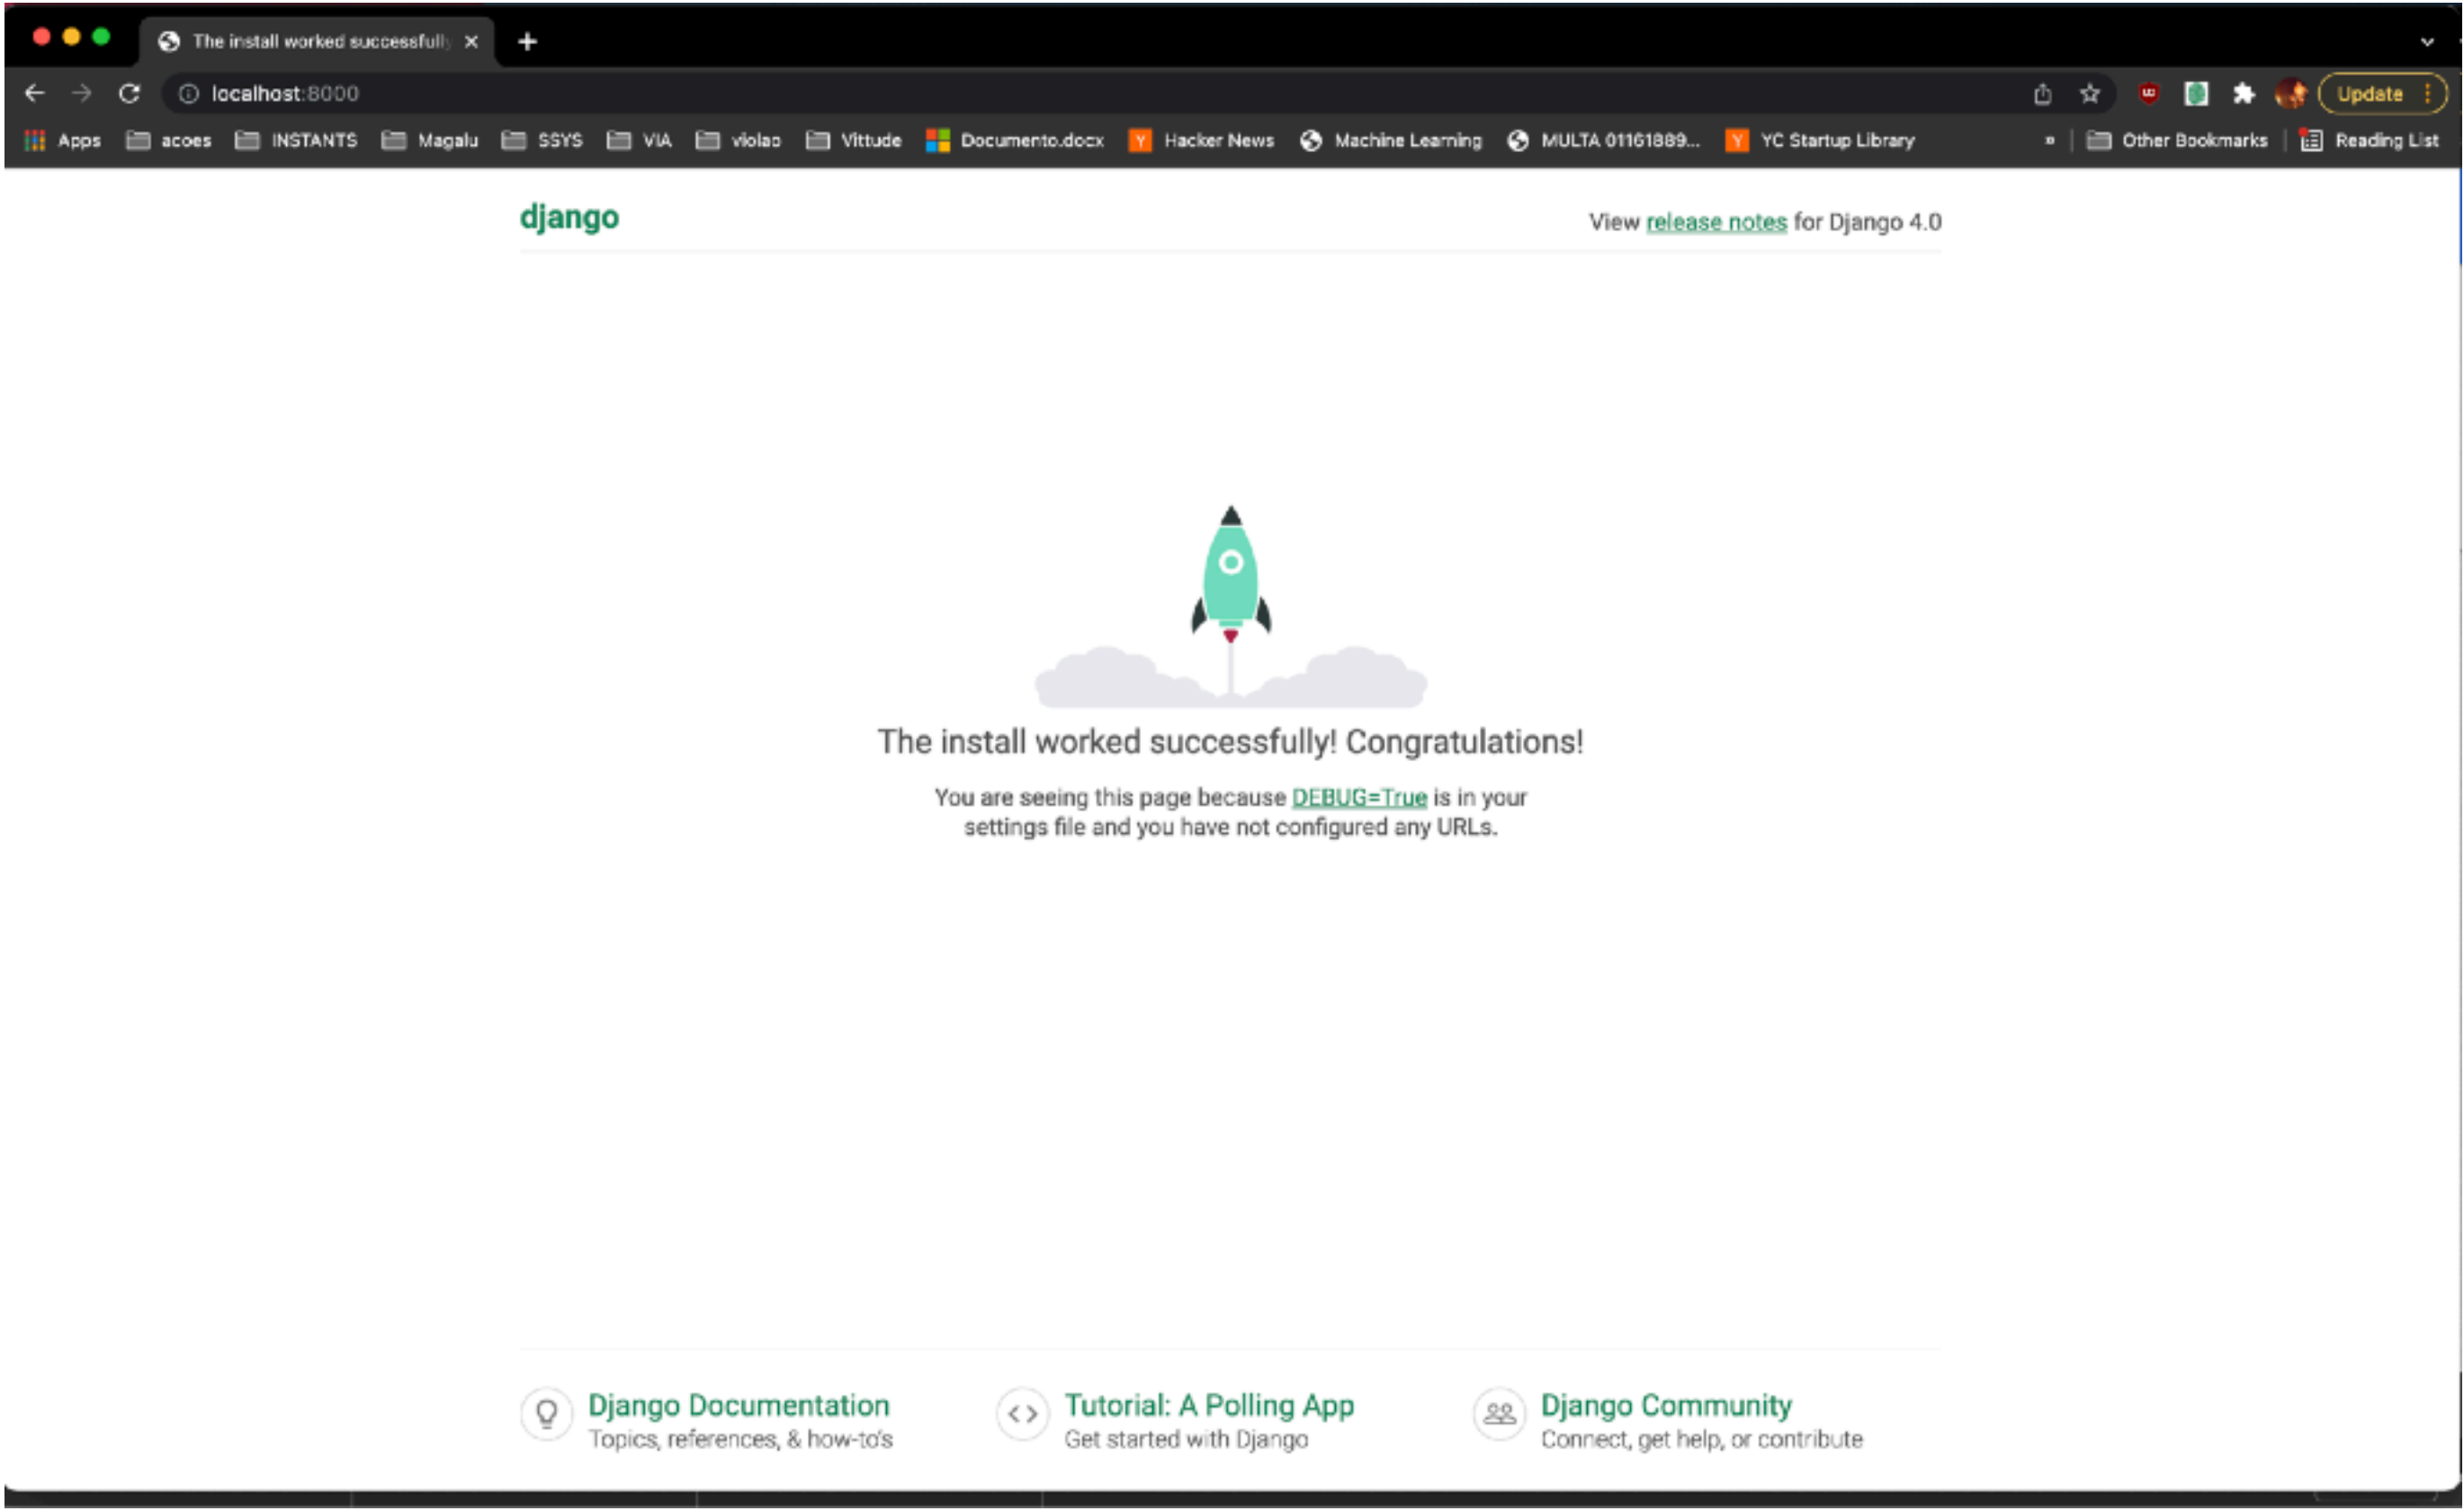 The install worked successfully
localhost:8000
Update
Apps acoes INSTANTS Magalu SSYS VIA violao Vittude Documento.docx Hacker News Machine Learning MULTA 01161889... YC Startup Library » Other Bookmarks Reading List
django
View release notes for Django 4.0
The install worked successfully! Congratulations!
You are seeing this page because DEBUG=True is in your
settings file and you have not configured any URLs.
Django Documentation
Topics, references, & how-to's
Tutorial: A Polling App
Get started with Django
Django Community
Connect, get help, or contribute